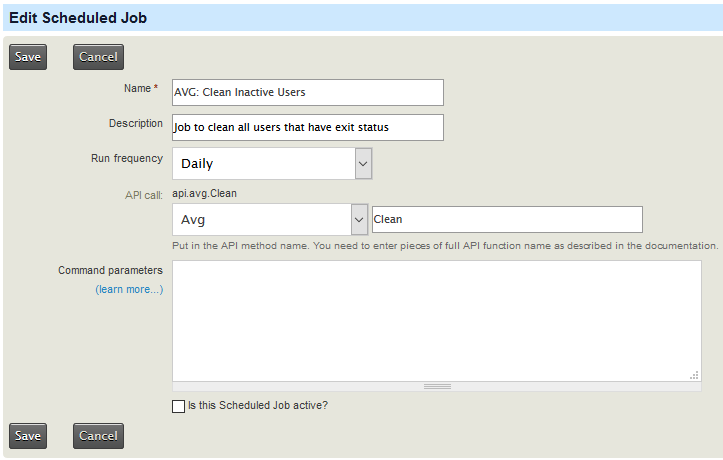 Edit Scheduled Job
Save Cancel
Name * AVG: Clean Inactive Users
Description Job to clean all users that have exit status
Run frequency Daily
API call: api.avg.Clean
Avg Clean
Put in the API method name. You need to enter pieces of full API function name as described in the documentation.
Command parameters
(learn more...)
Is this Scheduled Job active?
Save Cancel